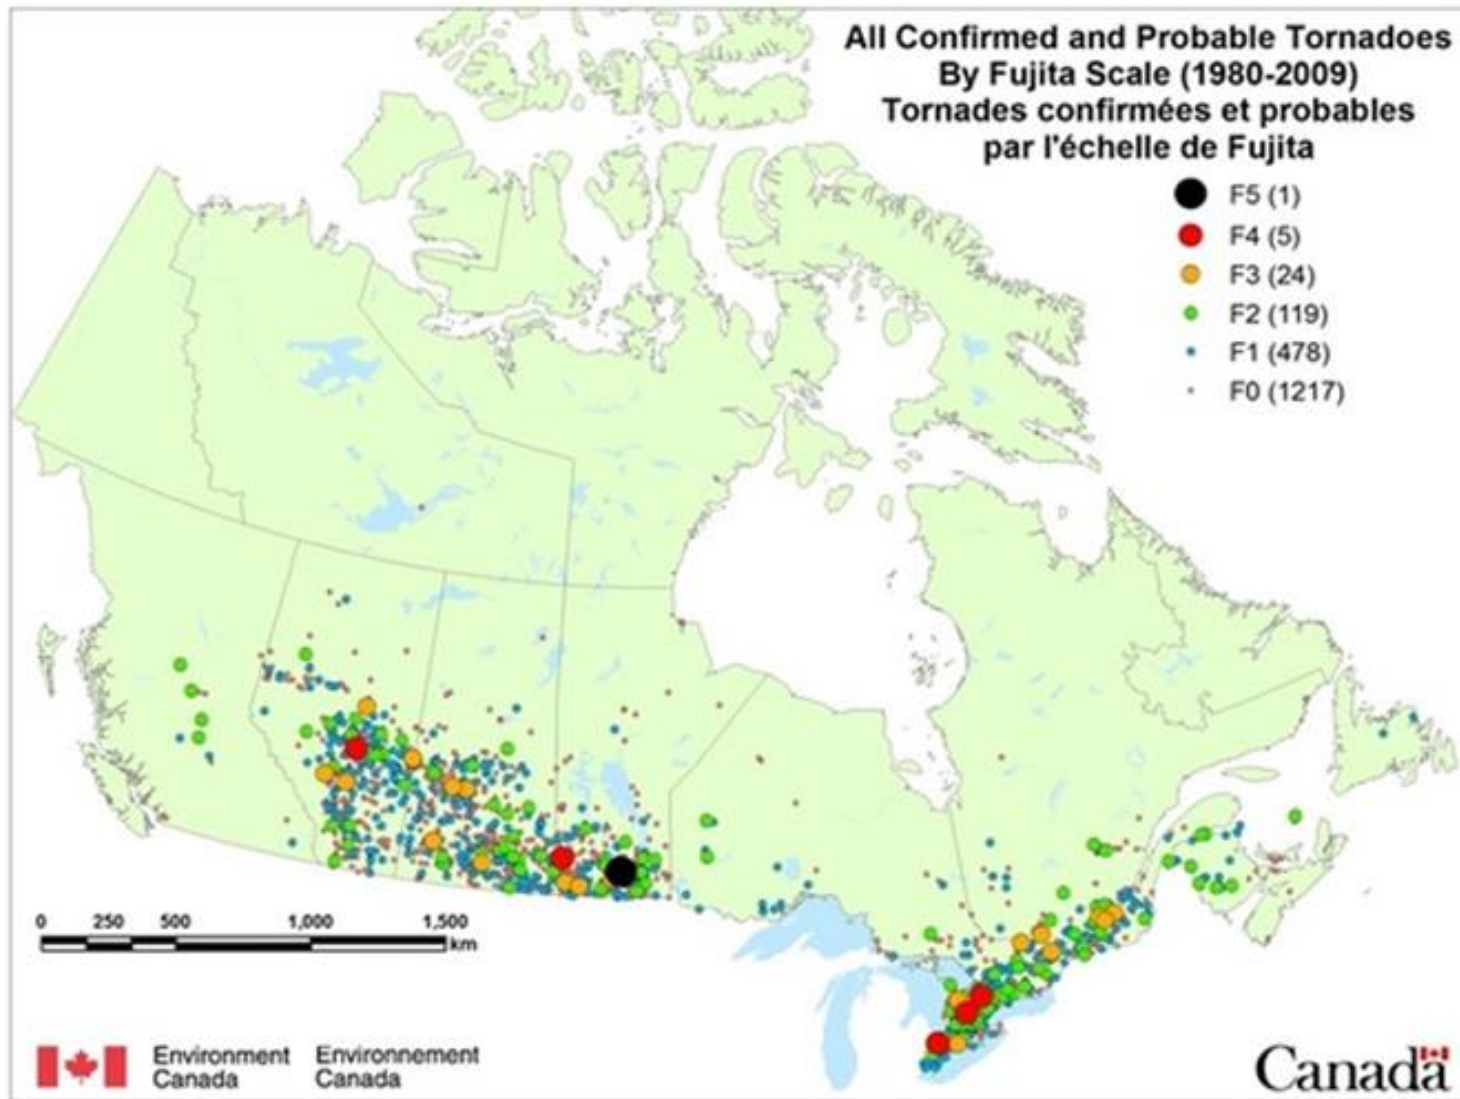 All Confirmed and Probable Tornadoes
By Fujita Scale (1980-2009)
Tornades confirmées et probables
par l'échelle de Fujita
F5 (1)
F4 (5)
F3 (24)
F2 (119)
F1 (478)
F0 (1217)
0 250 500 1,000 1,500
km
Environment Environnement
Canada Canada
Canada